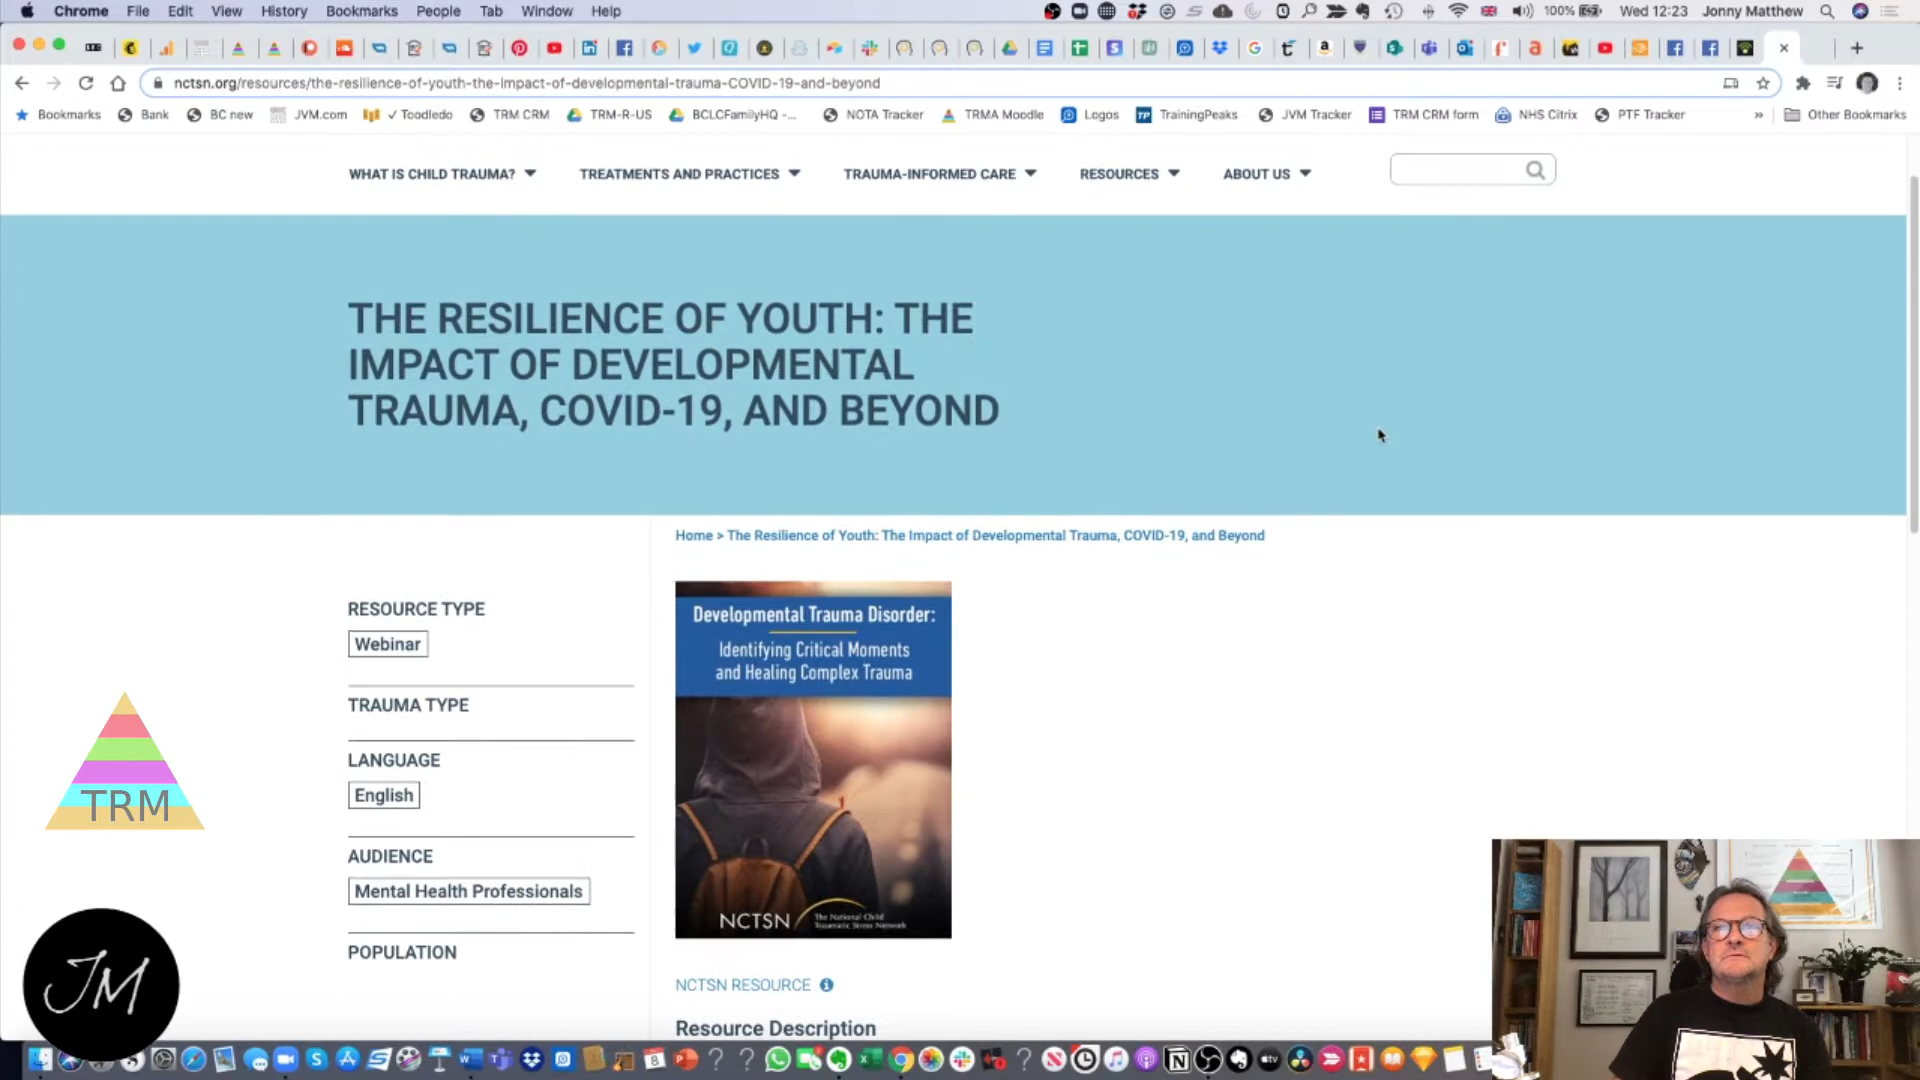 Chrome File Edit View History Bookmarks People Tab Window Help
100% Wed 12:23 Jonny Matthew
nctsn.org/resources/the-resilience-of-youth-the-impact-of-developmental-trauma-COVID-19-and-beyond
Bookmarks Bank BC new JVM.com ✓ Toodledo TRM CRM TRM-R-US BCLCFamilyHQ -... NOTA Tracker TRMA Moodle Logos TrainingPeaks JVM Tracker TRM CRM form NHS Citrix PTF Tracker » Other Bookmarks
WHAT IS CHILD TRAUMA? TREATMENTS AND PRACTICES TRAUMA-INFORMED CARE RESOURCES ABOUT US
THE RESILIENCE OF YOUTH: THE
IMPACT OF DEVELOPMENTAL
TRAUMA, COVID-19, AND BEYOND
Home > The Resilience of Youth: The Impact of Developmental Trauma, COVID-19, and Beyond
RESOURCE TYPE
Webinar
TRAUMA TYPE
LANGUAGE
English
AUDIENCE
Mental Health Professionals
POPULATION
Developmental Trauma Disorder:
Identifying Critical Moments
and Healing Complex Trauma
NCTSN
The National Child
Traumatic Stress Network
NCTSN RESOURCE
Resource Description
TRM
JM